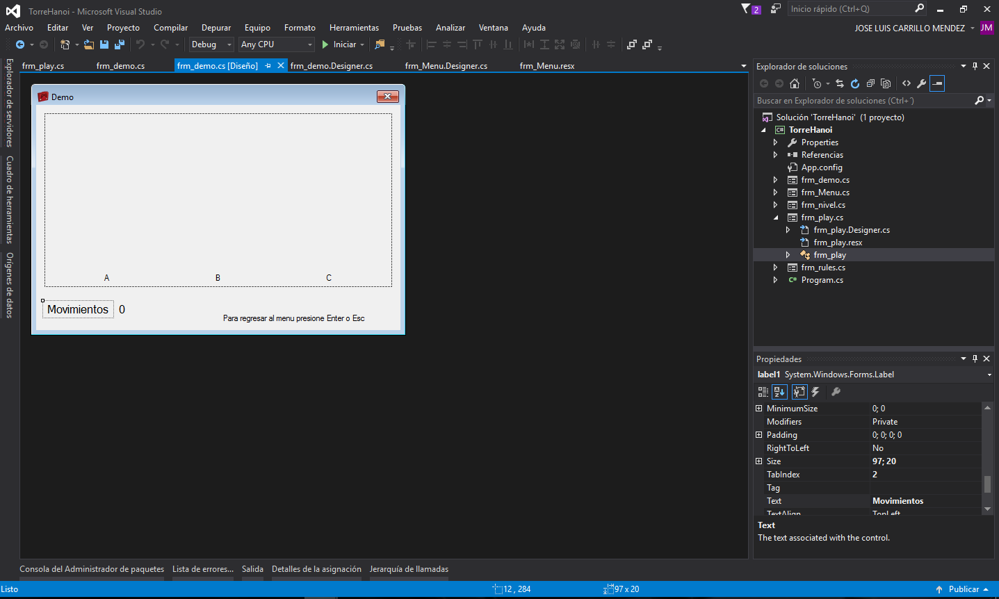 TorreHanoi - Microsoft Visual Studio
2
Inicio rápido (Ctrl+Q)
Archivo Editar Ver Proyecto Compilar Depurar Equipo Formato Herramientas Pruebas Analizar Ventana Ayuda
JOSE LUIS CARRILLO MENDEZ JM
Debug Any CPU Iniciar
frm_play.cs frm_demo.cs frm_demo.cs [Diseño] frm_demo.Designer.cs frm_Menu.Designer.cs frm_Menu.resx
Explorador de servidores
Cuadro de herramientas
Orígenes de datos
Demo
A B C
Movimientos 0
Para regresar al menu presione Enter o Esc
Explorador de soluciones
Buscar en Explorador de soluciones (Ctrl+´)
Solución 'TorreHanoi' (1 proyecto)
C# TorreHanoi
Properties
Referencias
App.config
frm_demo.cs
frm_Menu.cs
frm_nivel.cs
frm_play.cs
frm_play.Designer.cs
frm_play.resx
frm_play
frm_rules.cs
C# Program.cs
Propiedades
label1 System.Windows.Forms.Label
MinimumSize 0; 0
Modifiers Private
Padding 0; 0; 0; 0
RightToLeft No
Size 97; 20
TabIndex 2
Tag
Text Movimientos
TextAlign TopLeft
Text
The text associated with the control.
Consola del Administrador de paquetes Lista de errores... Salida Detalles de la asignación Jerarquía de llamadas
Listo 12 , 284 97 x 20 Publicar